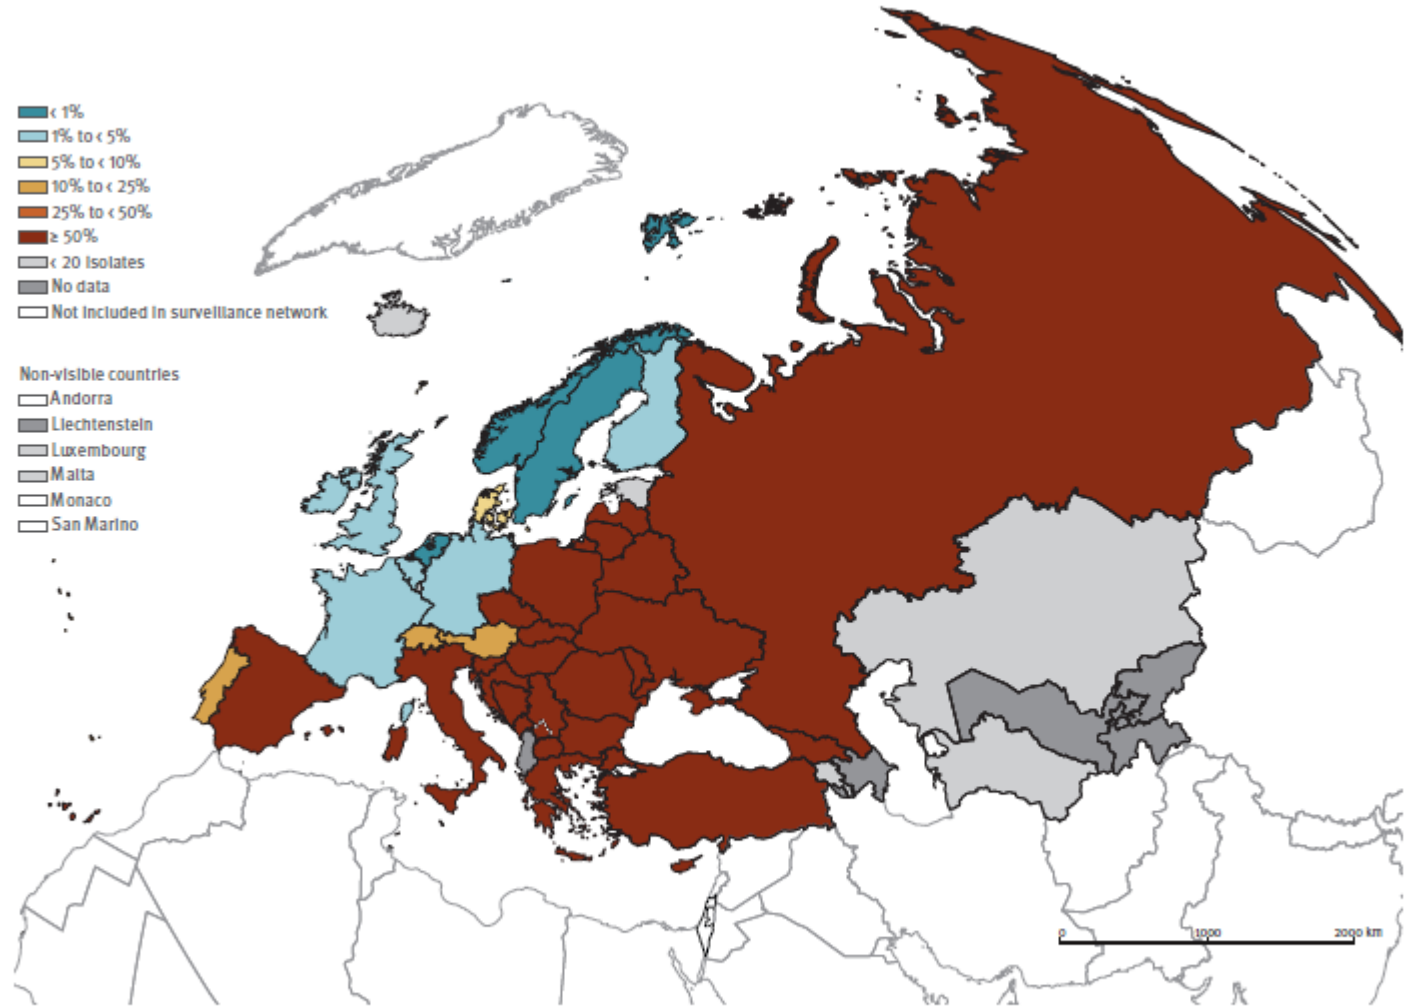 < 1%
1% to < 5%
5% to < 10%
10% to < 25%
25% to < 50%
≥ 50%
< 20 isolates
No data
Not included in surveillance network
Non-visible countries
Andorra
Liechtenstein
Luxembourg
Malta
Monaco
San Marino
0 1000 2000 km